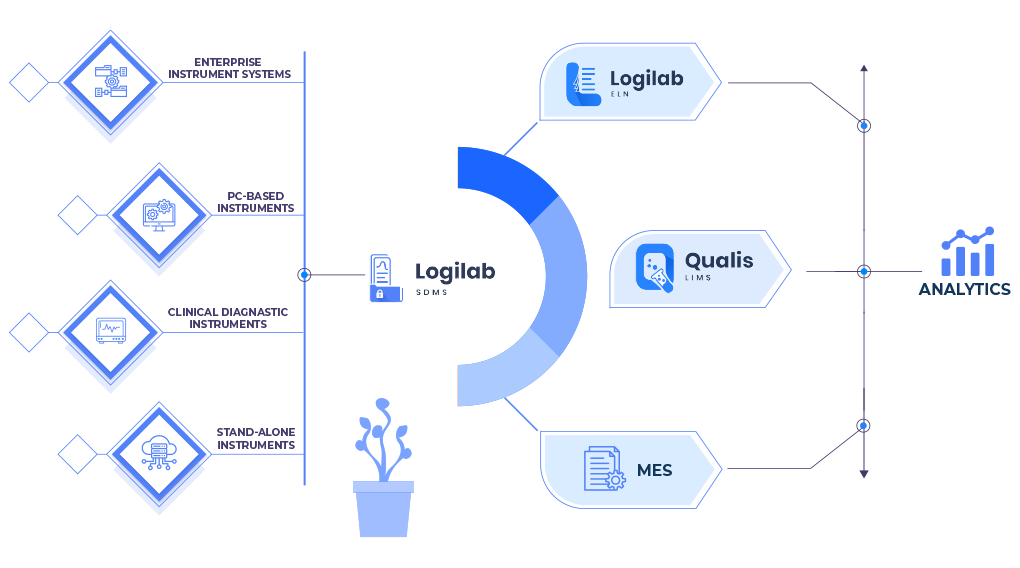 ENTERPRISE
INSTRUMENT SYSTEMS
PC-BASED
INSTRUMENTS
CLINICAL DIAGNASTIC
INSTRUMENTS
STAND-ALONE
INSTRUMENTS
Logilab
SDMS
Logilab
ELN
Qualis
LIMS
MES
ANALYTICS